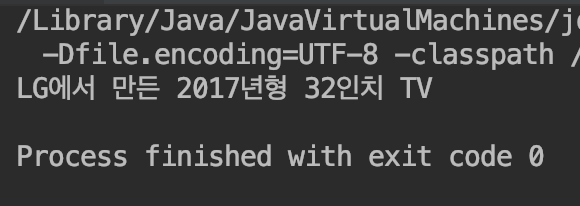 /Library/Java/JavaVirtualMachines/
-Dfile.encoding=UTF-8 -classpath /
LG에서 만든 2017년형 32인치 TV
Process finished with exit code 0